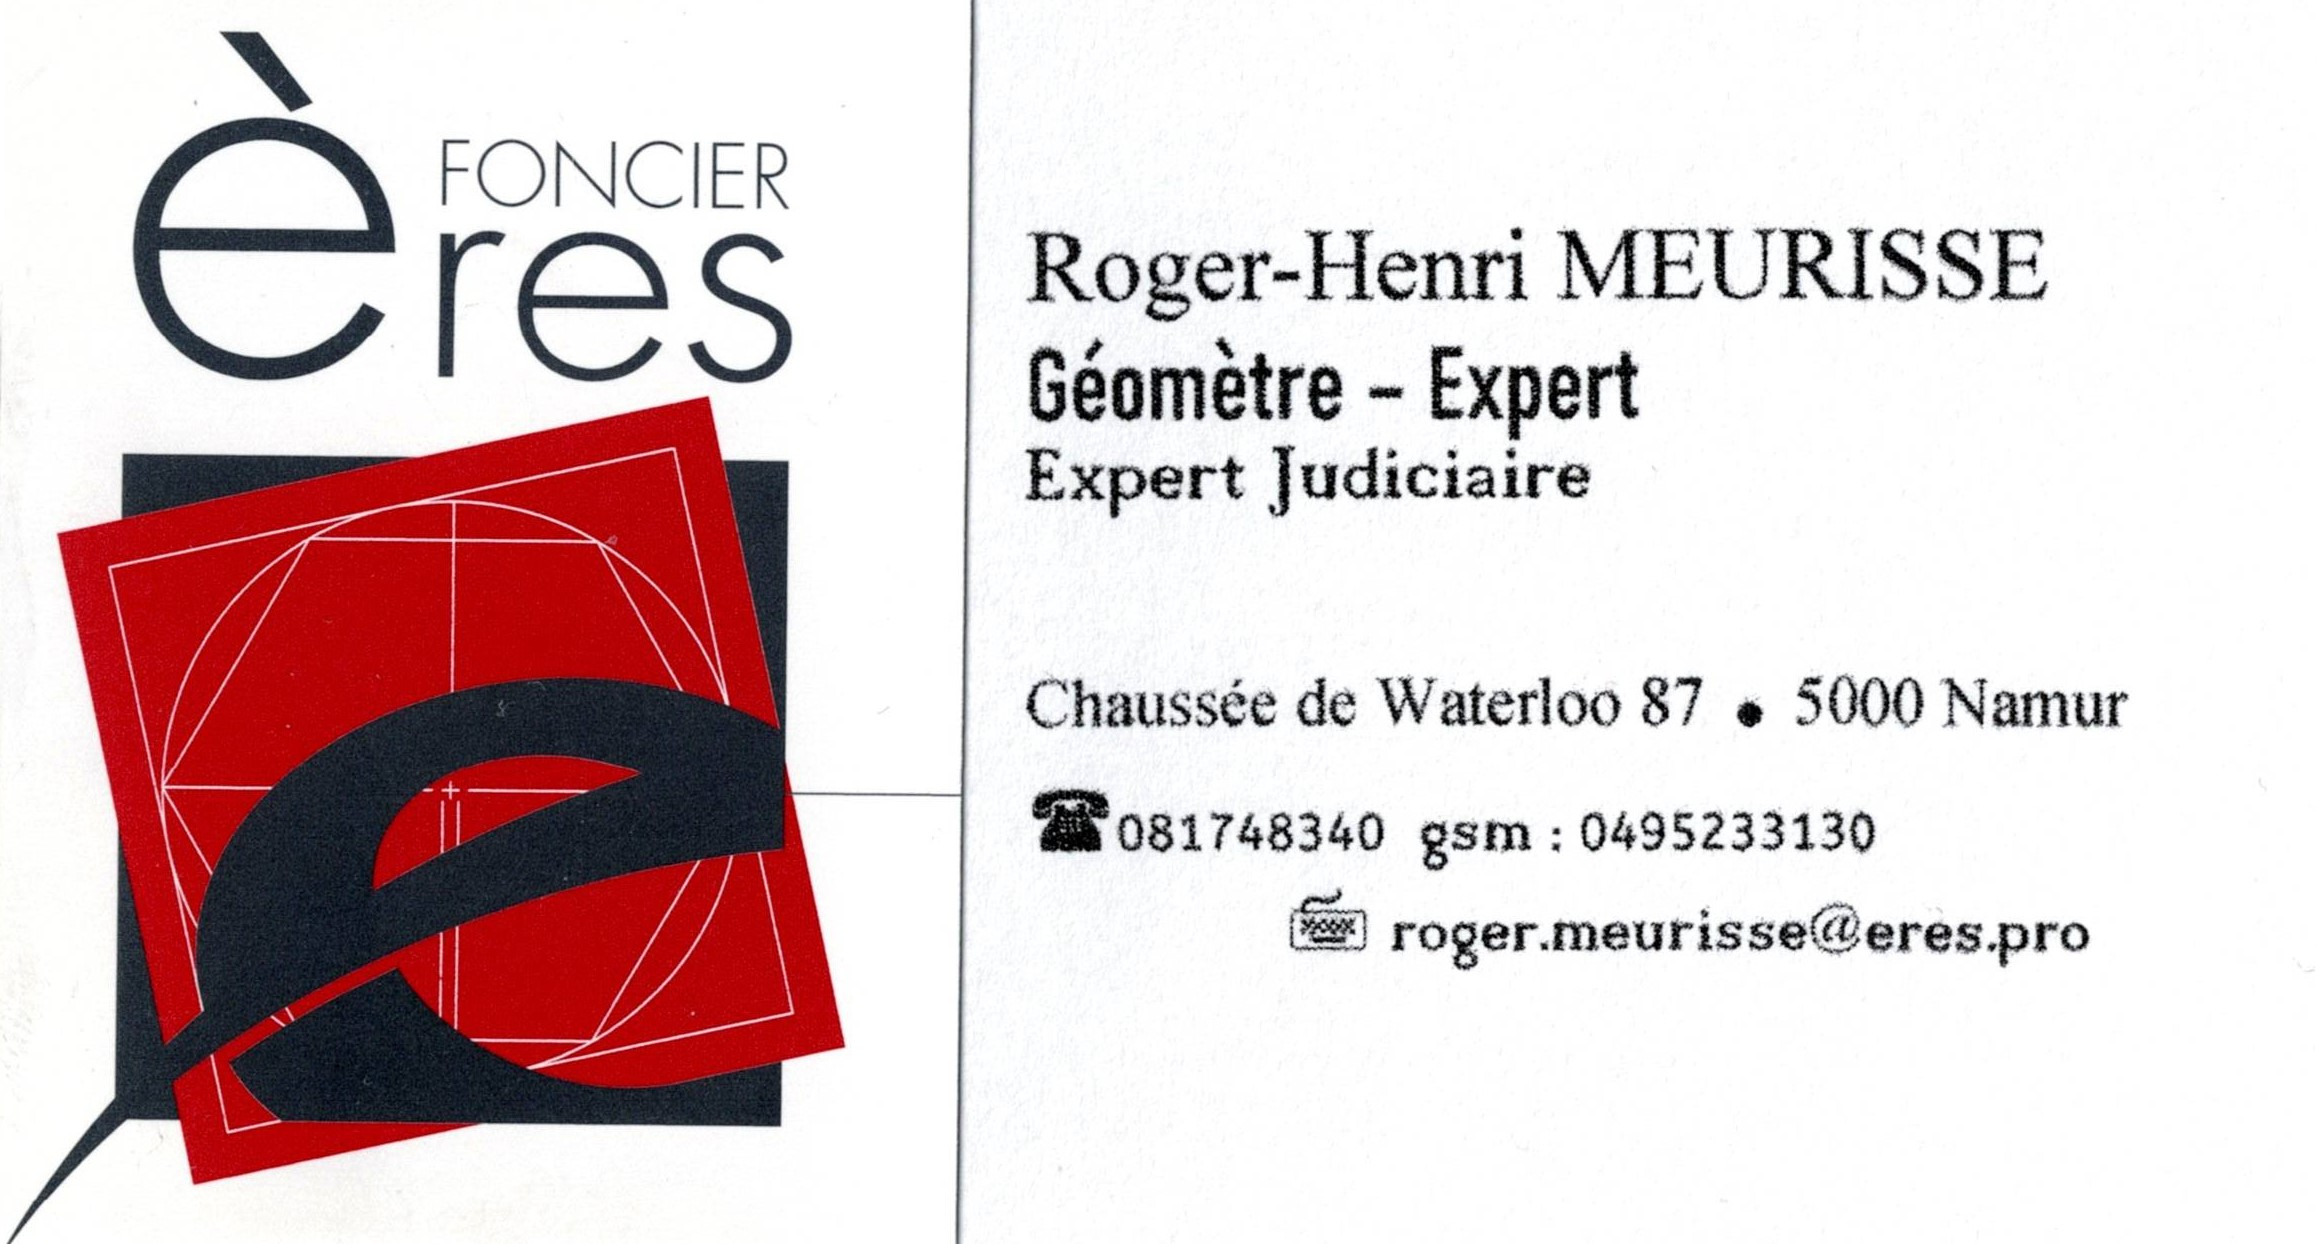 è FONCIER
res
Roger-Henri MEURISSE
Géomètre - Expert
Expert Judiciaire
Chaussée de Waterloo 87 • 5000 Namur
☎081748340 gsm : 0495233130
roger.meurisse@eres.pro